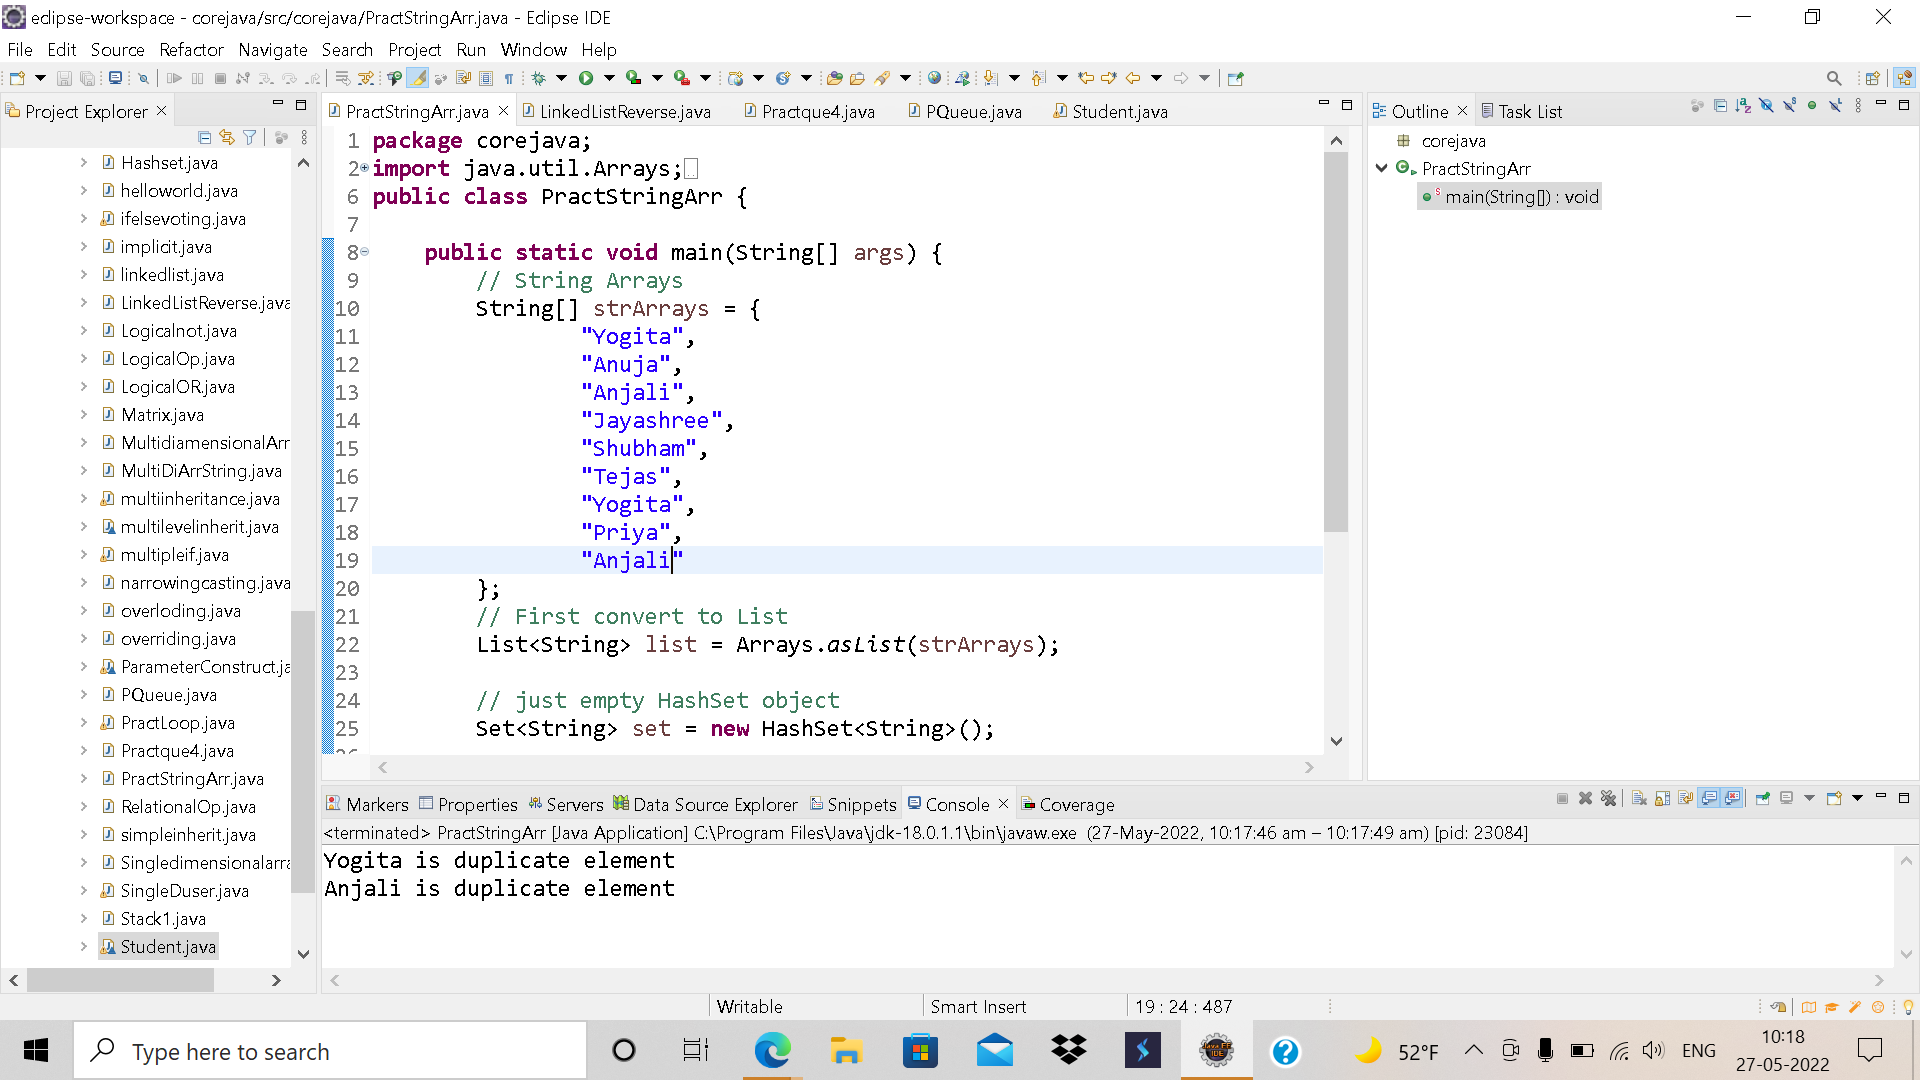 eclipse-workspace - corejava/src/corejava/PractStringArr.java - Eclipse IDE
File Edit Source Refactor Navigate Search Project Run Window Help
Project Explorer
Hashset.java
helloworld.java
ifelsevoting.java
implicit.java
linkedlist.java
LinkedListReverse.java
Logicalnot.java
LogicalOp.java
LogicalOR.java
Matrix.java
MultidiamensionalArr
MultiDiArrString.java
multiinheritance.java
multilevelinherit.java
multipleif.java
narrowingcasting.java
overloding.java
overriding.java
ParameterConstruct.ja
PQueue.java
PractLoop.java
Practque4.java
PractStringArr.java
RelationalOp.java
simpleinherit.java
Singledimensionalarra
SingleDuser.java
Stack1.java
Student.java
PractStringArr.java LinkedListReverse.java Practque4.java PQueue.java Student.java
1 package corejava;
2 import java.util.Arrays;
6 public class PractStringArr {
7
8 public static void main(String[] args) {
9 // String Arrays
10 String[] strArrays = {
11 "Yogita",
12 "Anuja",
13 "Anjali",
14 "Jayashree",
15 "Shubham",
16 "Tejas",
17 "Yogita",
18 "Priya",
19 "Anjali"
20 };
21 // First convert to List
22 List<String> list = Arrays.asList(strArrays);
23
24 // just empty HashSet object
25 Set<String> set = new HashSet<String>();
Outline Task List
corejava
PractStringArr
main(String[]) : void
Markers Properties Servers Data Source Explorer Snippets Console Coverage
<terminated> PractStringArr [Java Application] C:\Program Files\Java\jdk-18.0.1.1\bin\javaw.exe (27-May-2022, 10:17:46 am – 10:17:49 am) [pid: 23084]
Yogita is duplicate element
Anjali is duplicate element
Writable Smart Insert 19 : 24 : 487
Type here to search
Java EE
IDE
52°F
ENG
10:18
27-05-2022